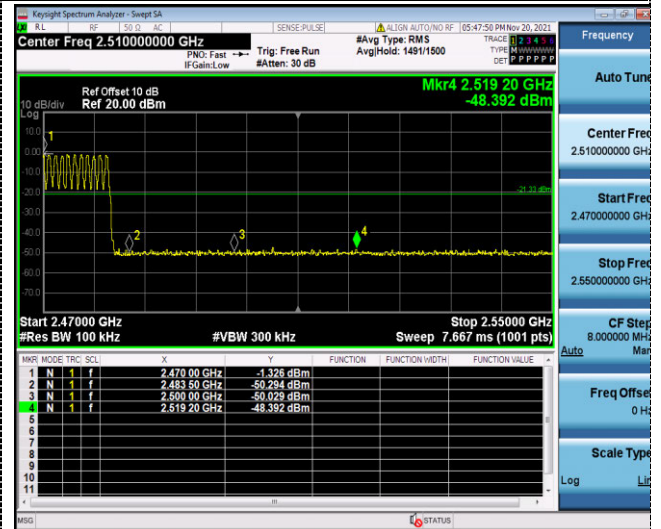 Keysight Spectrum Analyzer - Swept SA
RL RF 50 Ω AC SENSE:PULSE ALIGN AUTO/NO RF 05:47:50 PM Nov 20, 2021
Center Freq 2.510000000 GHz
PNO: Fast
IFGain:Low
Trig: Free Run
#Atten: 30 dB
#Avg Type: RMS
Avg|Hold: 1491/1500
TRACE 1 2 3 4 5 6
TYPE M WWWWW
DET P P P P P P
Mkr4 2.519 20 GHz
-48.392 dBm
Ref Offset 10 dB
10 dB/div Ref 20.00 dBm
Log
10.0
0.00
-10.0
-20.0
-30.0
-40.0
-50.0
-60.0
-70.0
1
2
3
4
-21.33 dBm
Start 2.47000 GHz
Stop 2.55000 GHz
#Res BW 100 kHz #VBW 300 kHz Sweep 7.667 ms (1001 pts)
MKR MODE TRC SCL X Y FUNCTION FUNCTION WIDTH FUNCTION VALUE
1 N 1 f 2.470 00 GHz -1.326 dBm
2 N 1 f 2.483 50 GHz -50.294 dBm
3 N 1 f 2.500 00 GHz -50.029 dBm
4 N 1 f 2.519 20 GHz -48.392 dBm
5
6
7
8
9
10
11
MSG STATUS
Frequency
Auto Tune
Center Freq
2.510000000 GHz
Start Freq
2.470000000 GHz
Stop Freq
2.550000000 GHz
CF Step
8.000000 MHz
Auto Man
Freq Offset
0 Hz
Scale Type
Log Lin